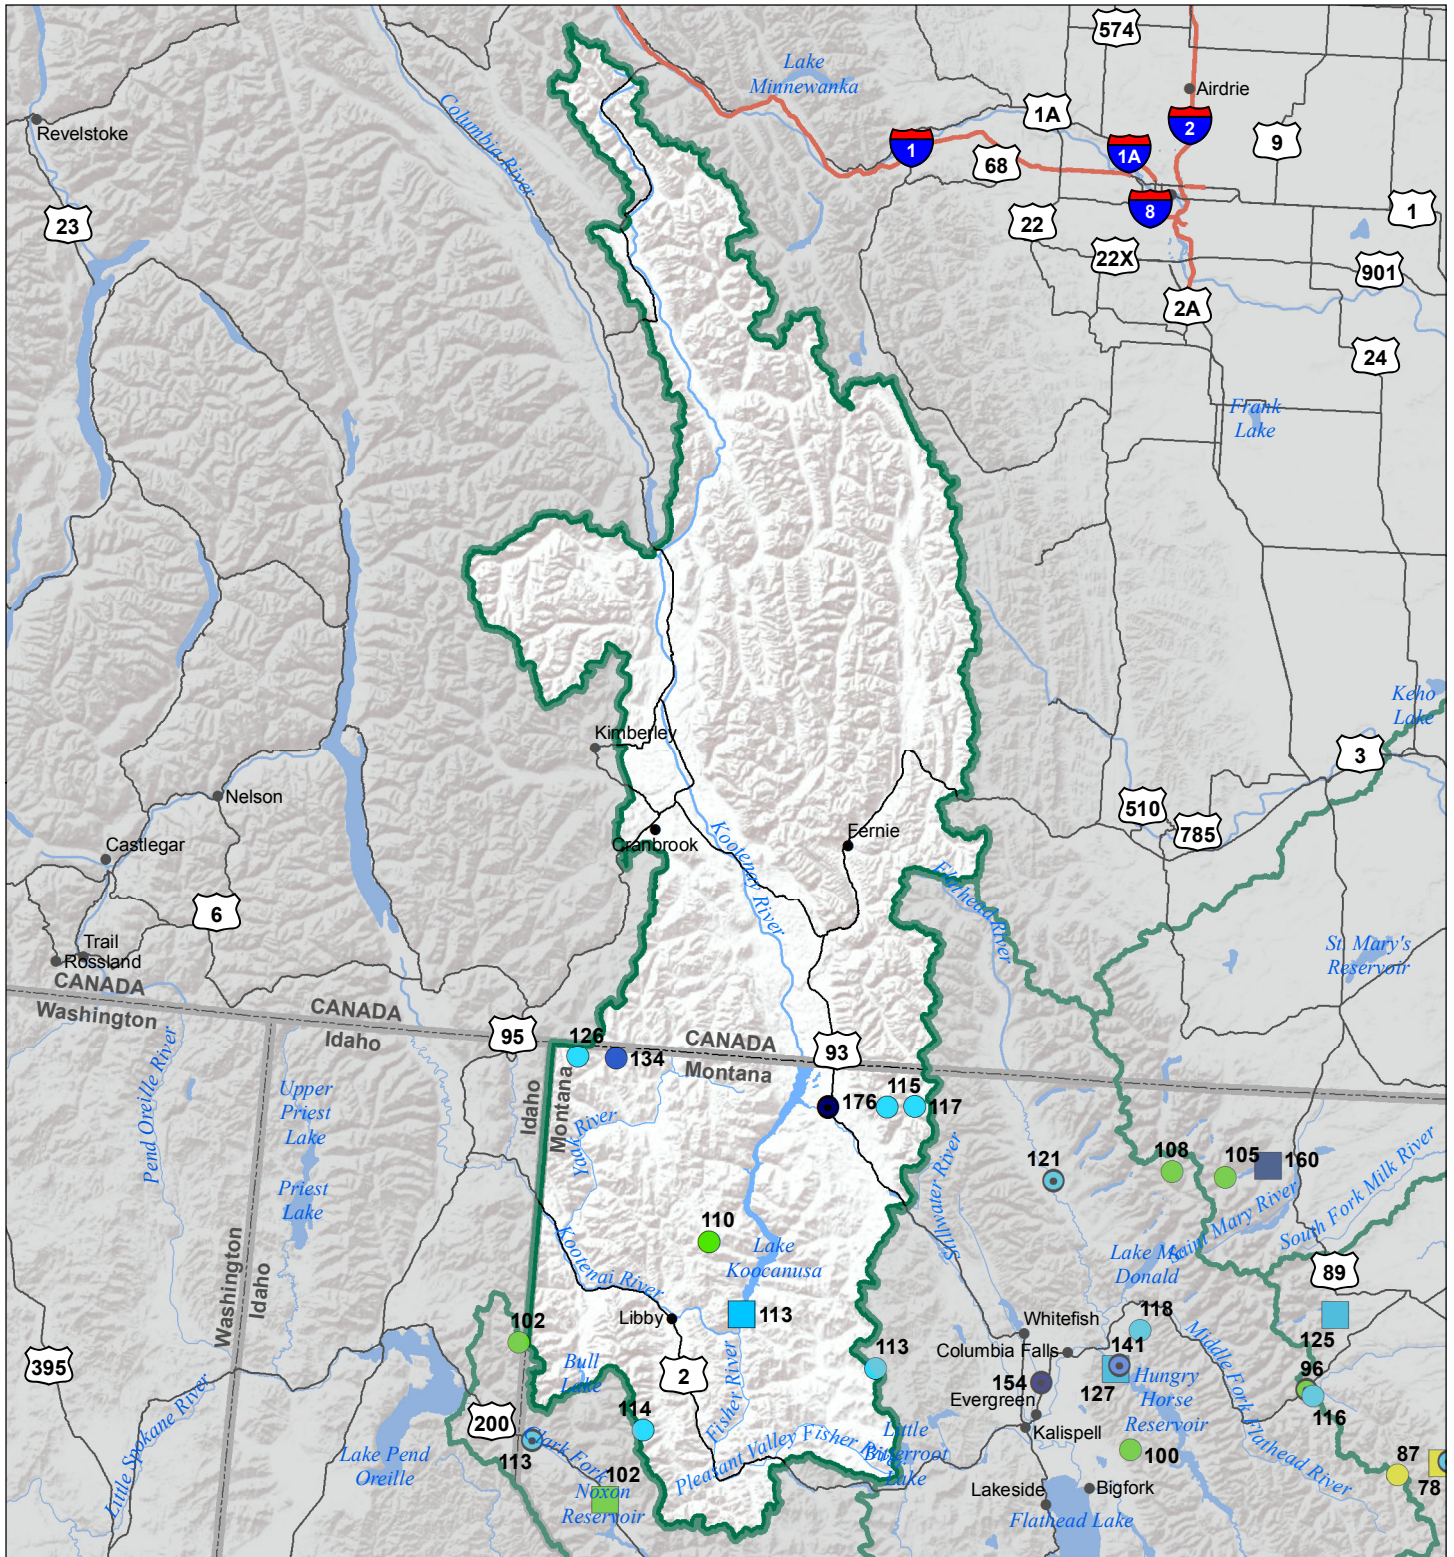 574
Lake
Minnewanka
Airdrie
Columbia River
1A
2
Revelstoke
1
1A
9
68
23
8
1
22
22X
901
2A
24
Frank
Lake
Keho
Lake
Kimberley
3
Nelson
510
785
Castlegar
Cranbrook
Kootenay River
Fernie
Flathead River
6
Trail
Rossland
St. Mary's
Reservoir
CANADA
Washington
CANADA
Idaho
95
126
134
CANADA
Montana
93
Pend Oreille River
Upper
Priest
Lake
Idaho
Montana
Yaak River
176
115
117
Priest
Lake
Stillwater River
121
108
105
160
Saint Mary River
South Fork Milk River
110
Lake
Koocanusa
Kootenai River
Lake Mc
Donald
89
Washington
Idaho
102
Libby
113
Whitefish
118
125
395
Bull
Lake
2
Fisher River
113
Columbia Falls
141
127
154
Evergreen
Hungry
Horse
Reservoir
Middle Fork Flathead River
96
116
Little Spokane River
200
114
Kalispell
Lake Pend
Oreille
113
Clark Fork
102
Noxon
Reservoir
Pleasant Valley Fisher River
Little
Bitterroot
Lake
100
87
78
Lakeside
Bigfork
Flathead Lake